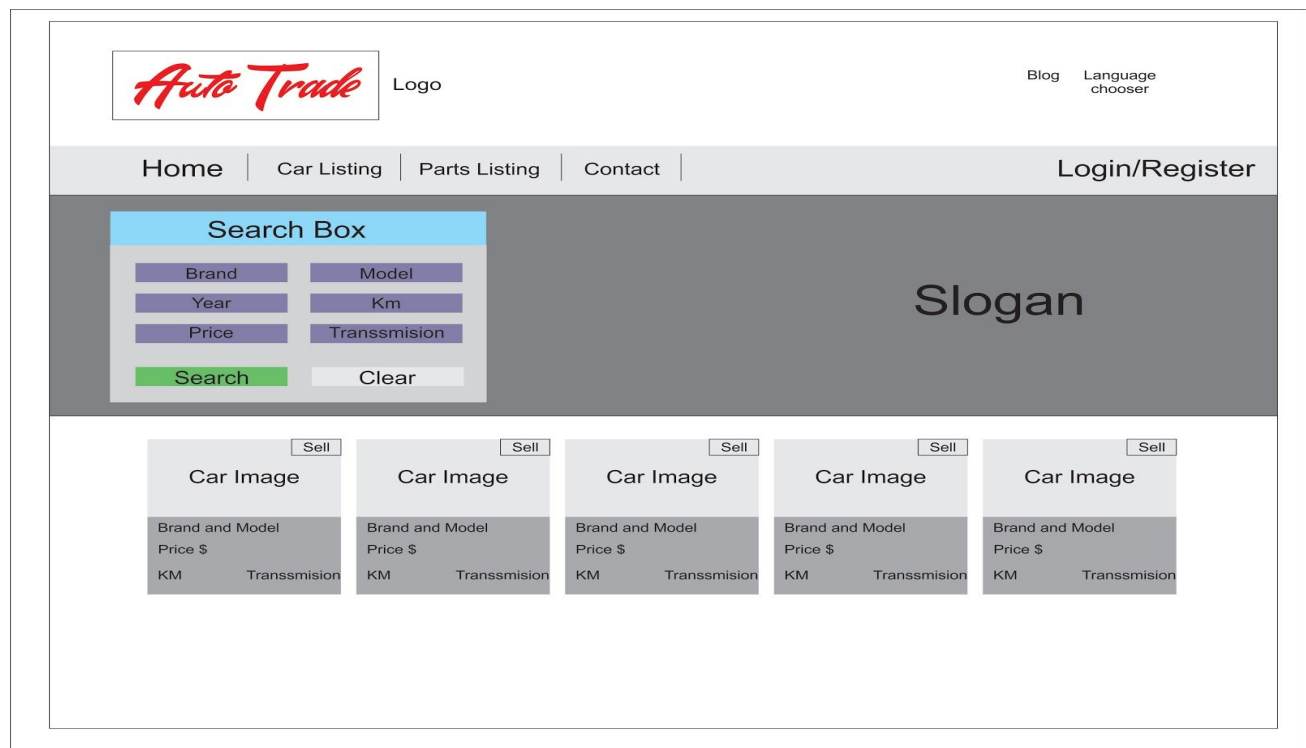 Auto Trade
Logo
Blog
Language
chooser
Home
Car Listing
Parts Listing
Contact
Login/Register
Search Box
Brand
Model
Year
Km
Price
Transsmision
Search
Clear
Slogan
Sell
Sell
Sell
Sell
Sell
Car Image
Car Image
Car Image
Car Image
Car Image
Brand and Model
Price $
KM
Transsmision
Brand and Model
Price $
KM
Transsmision
Brand and Model
Price $
KM
Transsmision
Brand and Model
Price $
KM
Transsmision
Brand and Model
Price $
KM
Transsmision